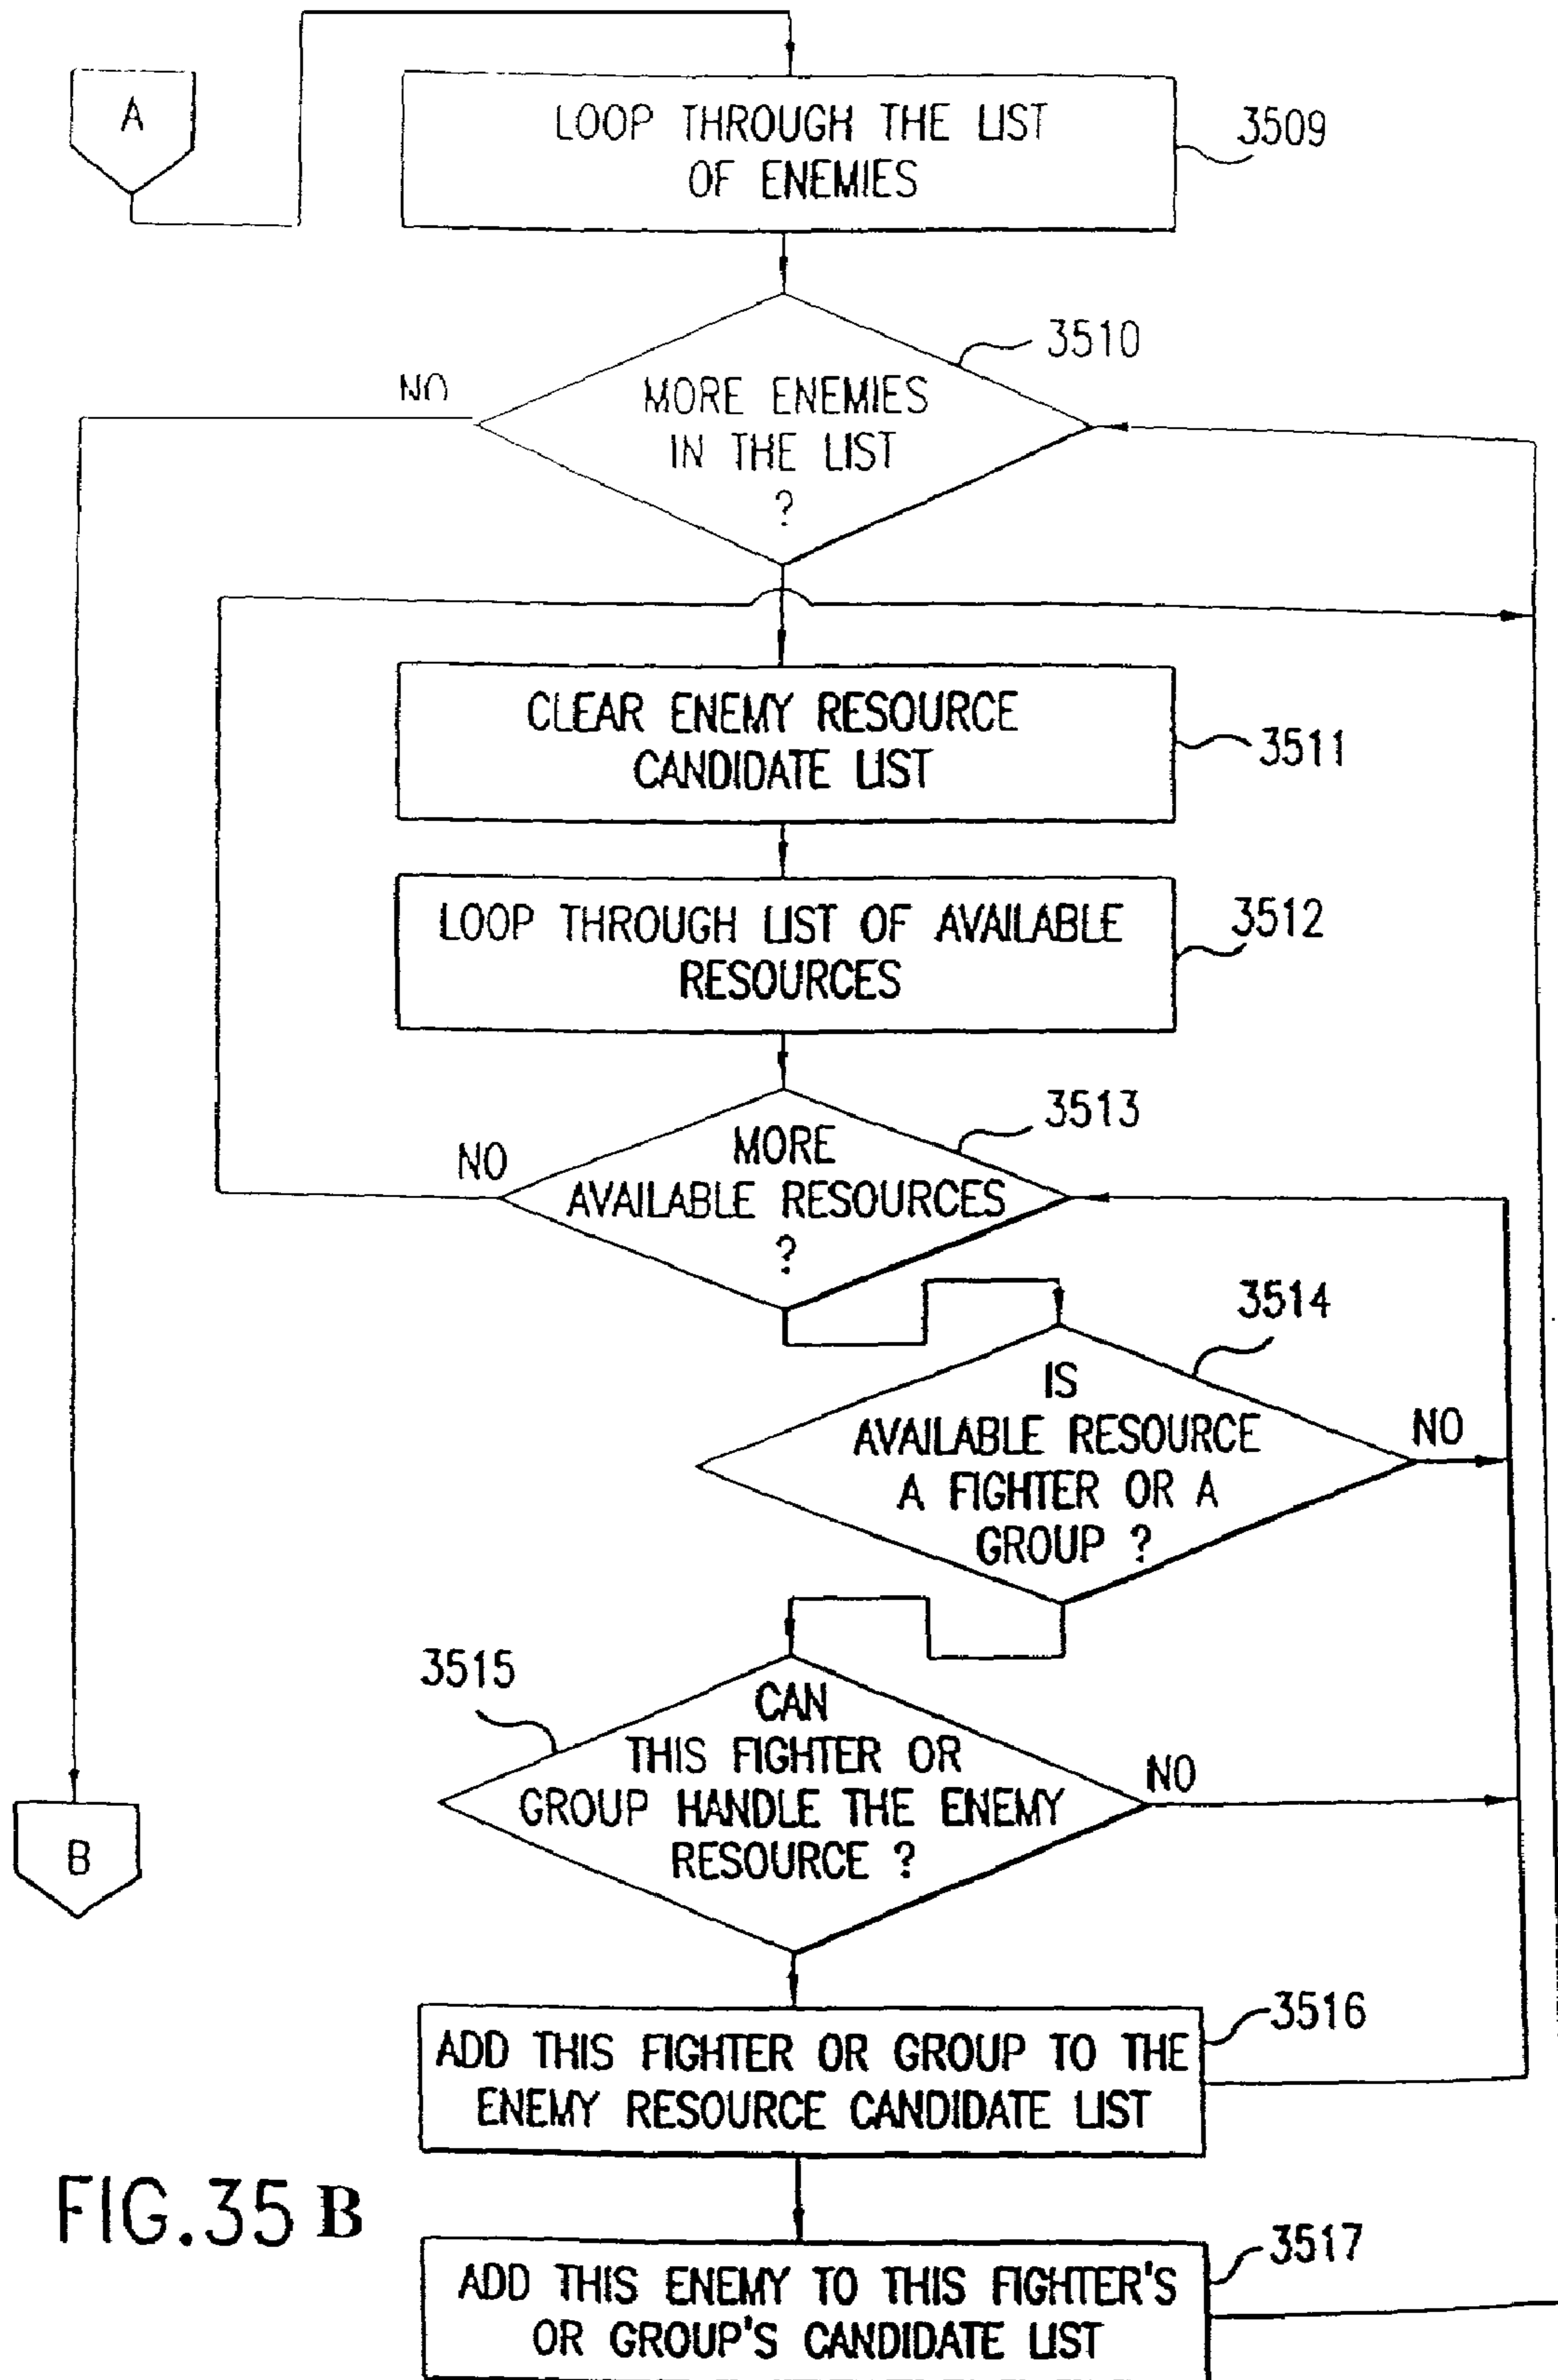 A
LOOP THROUGH THE LIST
OF ENEMIES
3509
3510
NO
MORE ENEMIES
IN THE LIST
?
CLEAR ENEMY RESOURCE
CANDIDATE LIST
3511
LOOP THROUGH LIST OF AVAILABLE
RESOURCES
3512
3513
NO
MORE
AVAILABLE RESOURCES
?
3514
IS
AVAILABLE RESOURCE
A FIGHTER OR A
GROUP ?
NO
3515
CAN
THIS FIGHTER OR
GROUP HANDLE THE ENEMY
RESOURCE ?
NO
B
3516
ADD THIS FIGHTER OR GROUP TO THE
ENEMY RESOURCE CANDIDATE LIST
FIG.35 B
3517
ADD THIS ENEMY TO THIS FIGHTER'S
OR GROUP'S CANDIDATE LIST